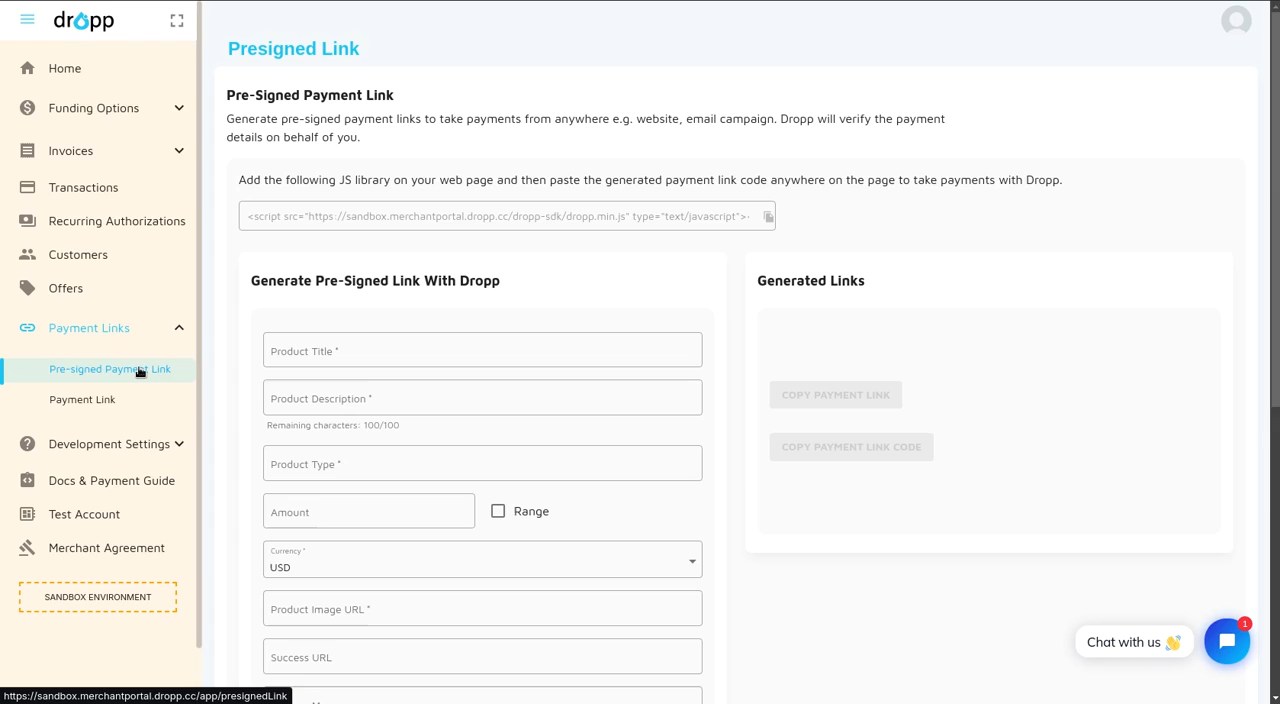 dropp
Home
Funding Options
Invoices
Transactions
Recurring Authorizations
Customers
Offers
Payment Links
Pre-signed Payment Link
Payment Link
Development Settings
Docs & Payment Guide
Test Account
Merchant Agreement
SANDBOX ENVIRONMENT
https://sandbox.merchantportal.dropp.cc/app/presignedLink
Presigned Link
Pre-Signed Payment Link
Generate pre-signed payment links to take payments from anywhere e.g. website, email campaign. Dropp will verify the payment
details on behalf of you.
Add the following JS library on your web page and then paste the generated payment link code anywhere on the page to take payments with Dropp.
<script src="https://sandbox.merchantportal.dropp.cc/dropp-sdk/dropp.min.js" type="text/javascript">
Generate Pre-Signed Link With Dropp
Product Title *
Product Description *
Remaining characters: 100/100
Product Type *
Amount
Range
Currency *
USD
Product Image URL *
Success URL
Generated Links
COPY PAYMENT LINK
COPY PAYMENT LINK CODE
Chat with us 👋
1